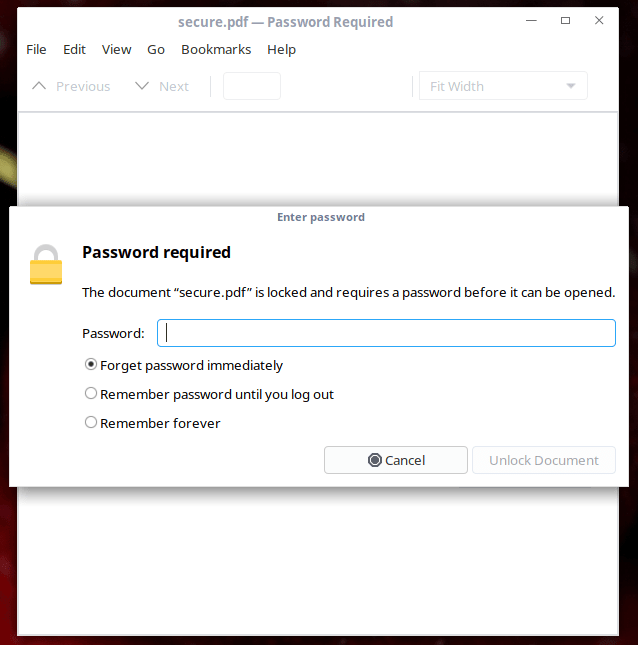 secure.pdf — Password Required
File Edit View Go Bookmarks Help
Previous Next Fit Width
Enter password
Password required
The document “secure.pdf” is locked and requires a password before it can be opened.
Password:
Forget password immediately
Remember password until you log out
Remember forever
Cancel Unlock Document